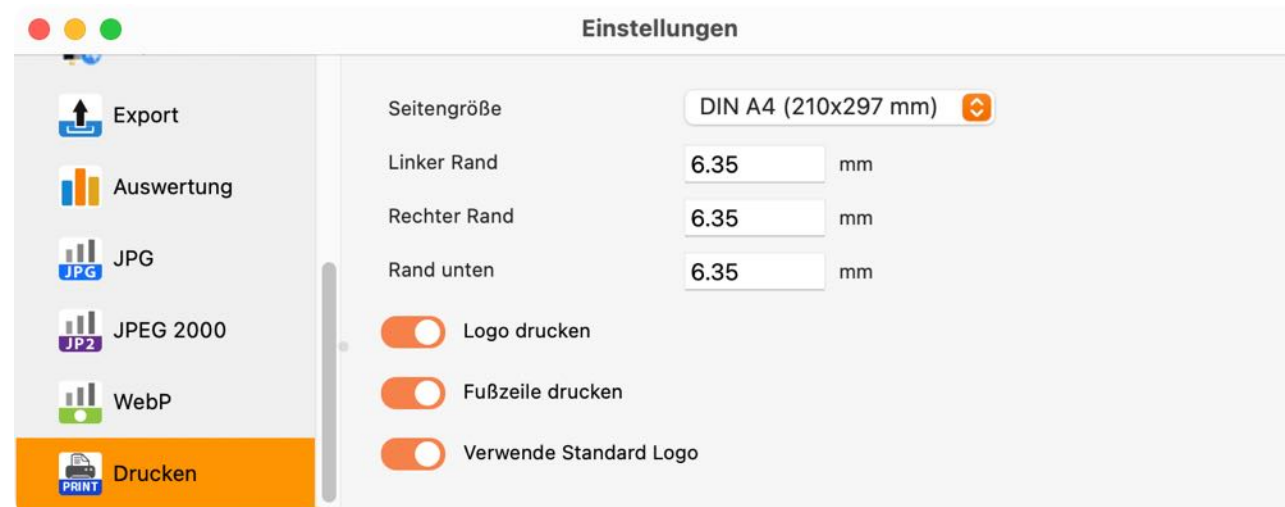 Einstellungen
Export
Auswertung
JPG
JPG
JP2
JPEG 2000
WebP
PRINT
Drucken
Seitengröße
DIN A4 (210x297 mm)
Linker Rand
6.35 mm
Rechter Rand
6.35 mm
Rand unten
6.35 mm
Logo drucken
Fußzeile drucken
Verwende Standard Logo